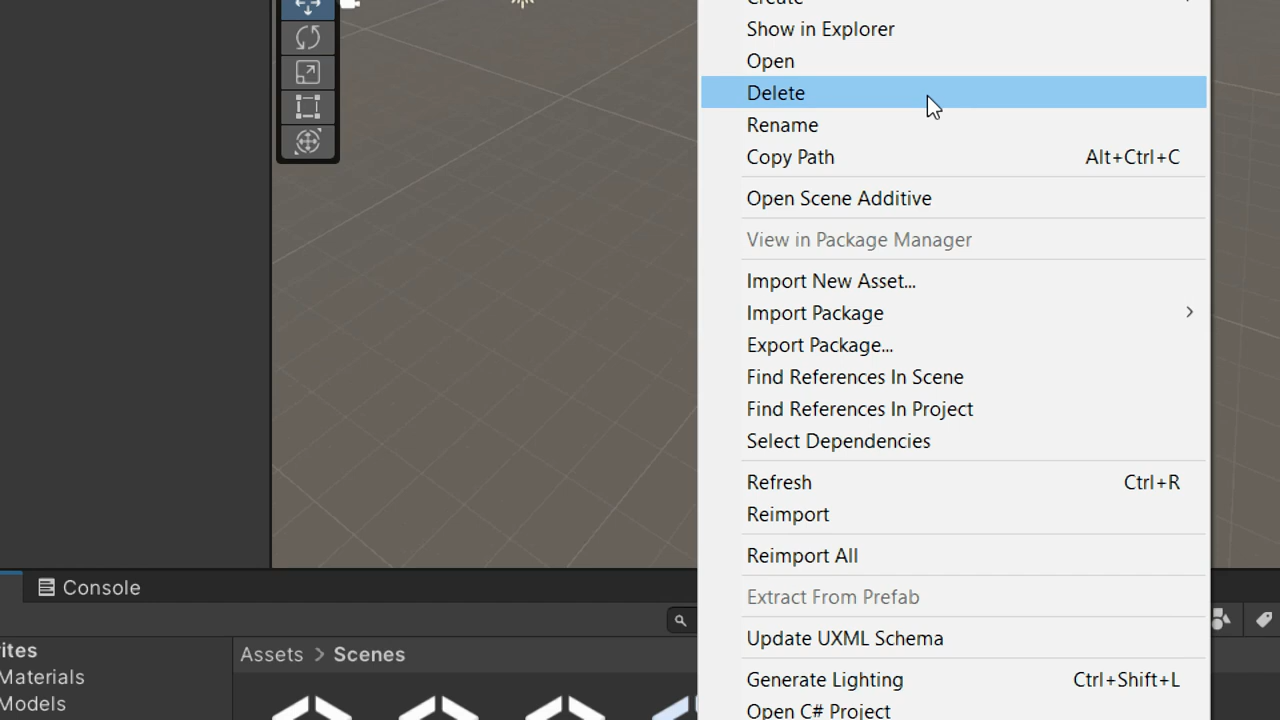 Create
Show in Explorer
Open
Delete
Rename
Copy Path Alt+Ctrl+C
Open Scene Additive
View in Package Manager
Import New Asset...
Import Package
Export Package...
Find References In Scene
Find References In Project
Select Dependencies
Refresh Ctrl+R
Reimport
Reimport All
Extract From Prefab
Update UXML Schema
Generate Lighting Ctrl+Shift+L
Open C# Project
Console
Assets > Scenes
rites
Materials
Models